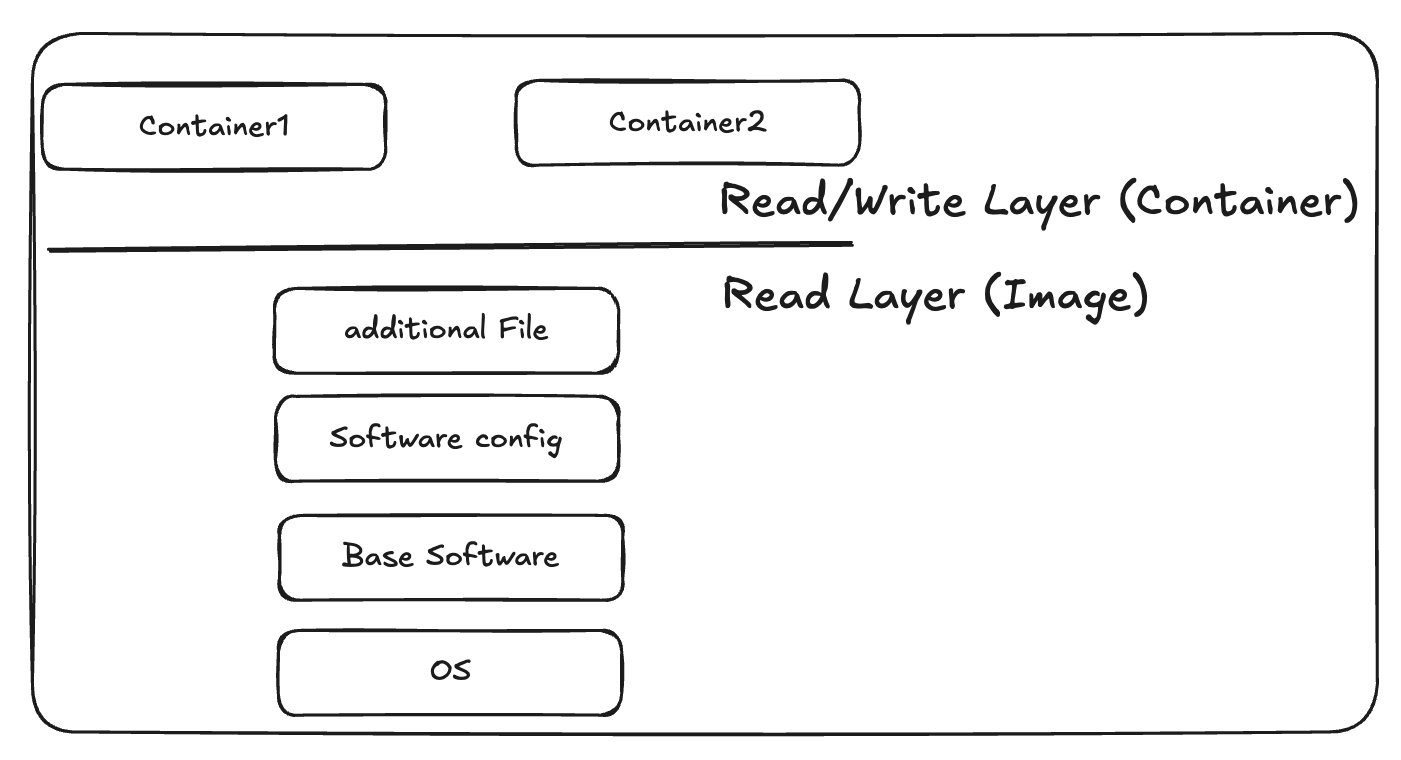 Container1
Container2
Read/Write Layer (Container)
Read Layer (Image)
additional File
Software config
Base Software
OS